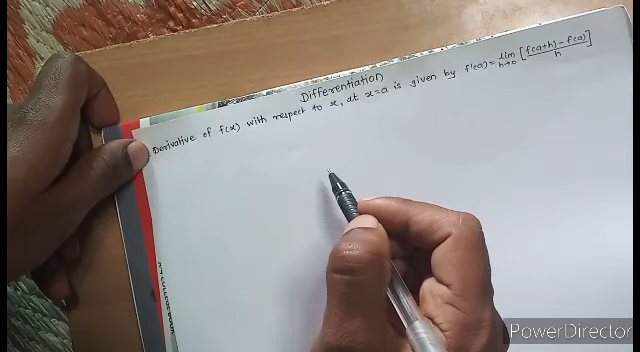 Differentiation
Derivative of f(x) with respect to x, at x=a is given by f'(a) = lim h→0 [f(a+h) - f(a) / h]
PowerDirector